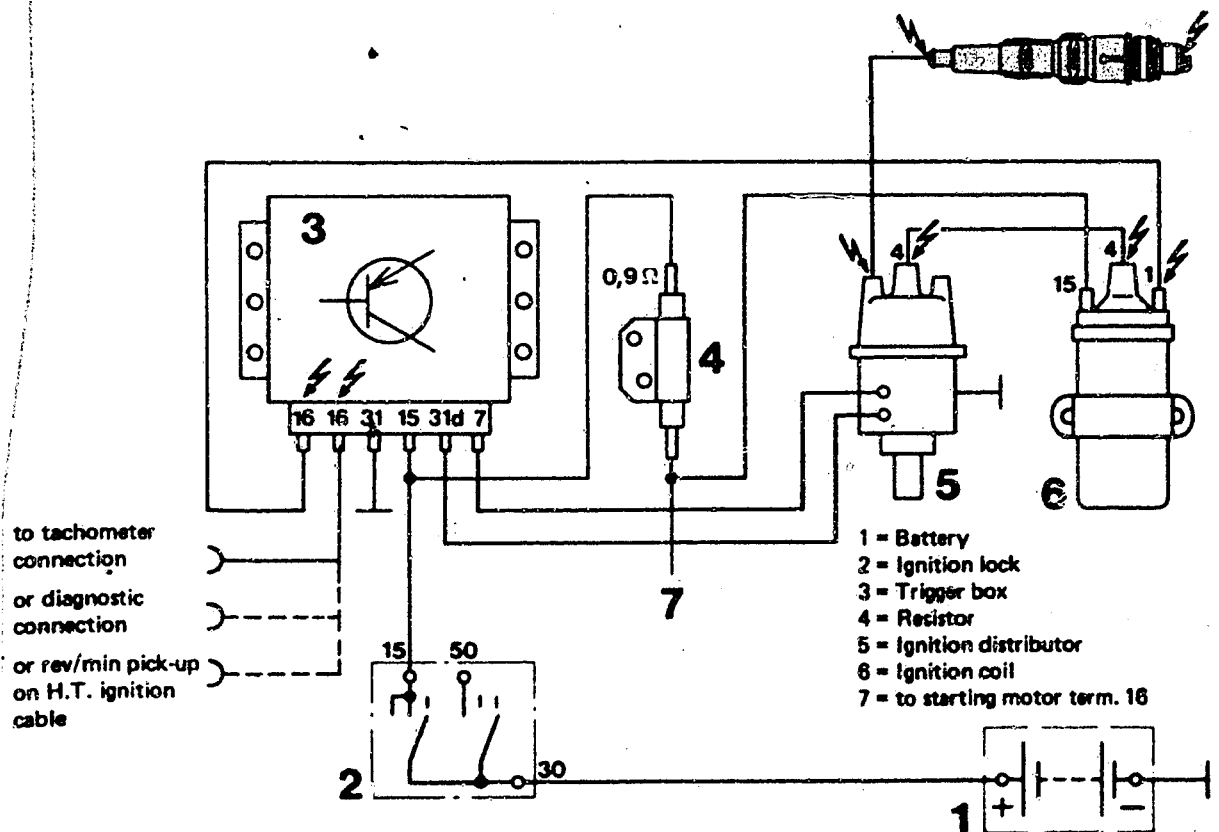 3
0,9 Ω
4
4
4
1
15
16 16 31 15 31d 7
5
6
to tachometer
connection
or diagnostic
connection
or rev/min pick-up
on H.T. ignition
cable
7
1 = Battery
2 = Ignition lock
3 = Trigger box
4 = Resistor
5 = Ignition distributor
6 = Ignition coil
7 = to starting motor term. 16
15 50
2
30
1
+ −